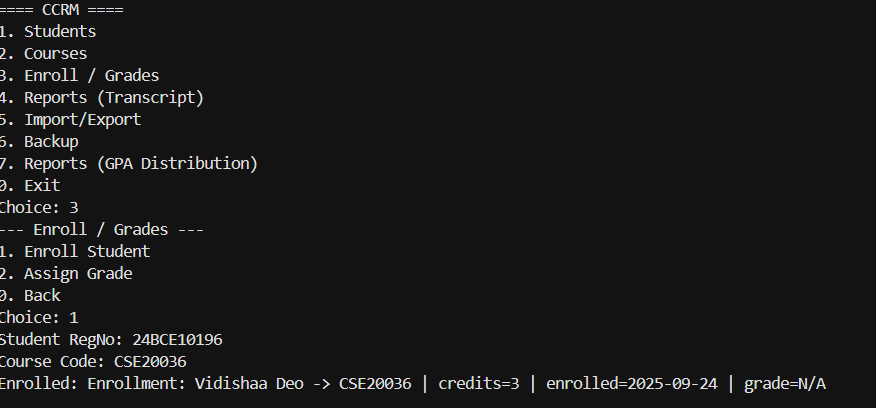 ==== CCRM ====
1. Students
2. Courses
3. Enroll / Grades
4. Reports (Transcript)
5. Import/Export
6. Backup
7. Reports (GPA Distribution)
0. Exit
Choice: 3
--- Enroll / Grades ---
1. Enroll Student
2. Assign Grade
0. Back
Choice: 1
Student RegNo: 24BCE10196
Course Code: CSE20036
Enrolled: Enrollment: Vidishaa Deo -> CSE20036 | credits=3 | enrolled=2025-09-24 | grade=N/A